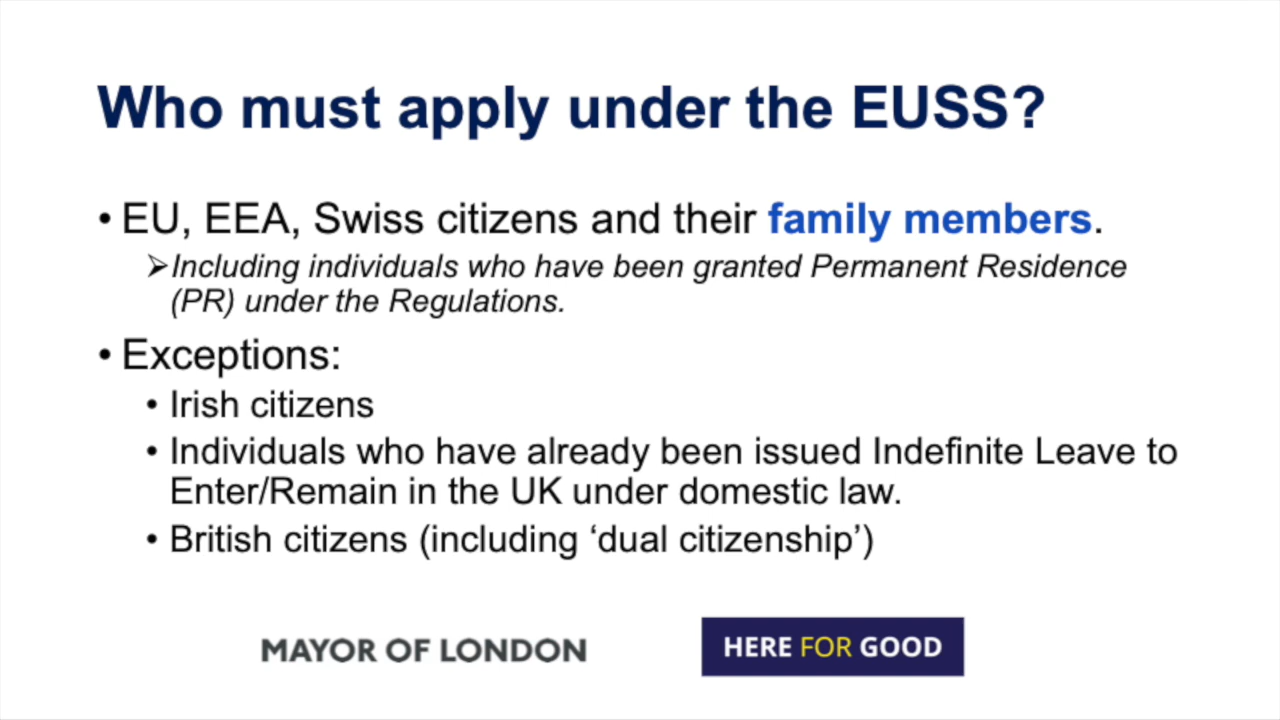 Who must apply under the EUSS?
• EU, EEA, Swiss citizens and their family members.
➢Including individuals who have been granted Permanent Residence
(PR) under the Regulations.
• Exceptions:
• Irish citizens
• Individuals who have already been issued Indefinite Leave to
Enter/Remain in the UK under domestic law.
• British citizens (including ‘dual citizenship’)
MAYOR OF LONDON
HERE FOR GOOD